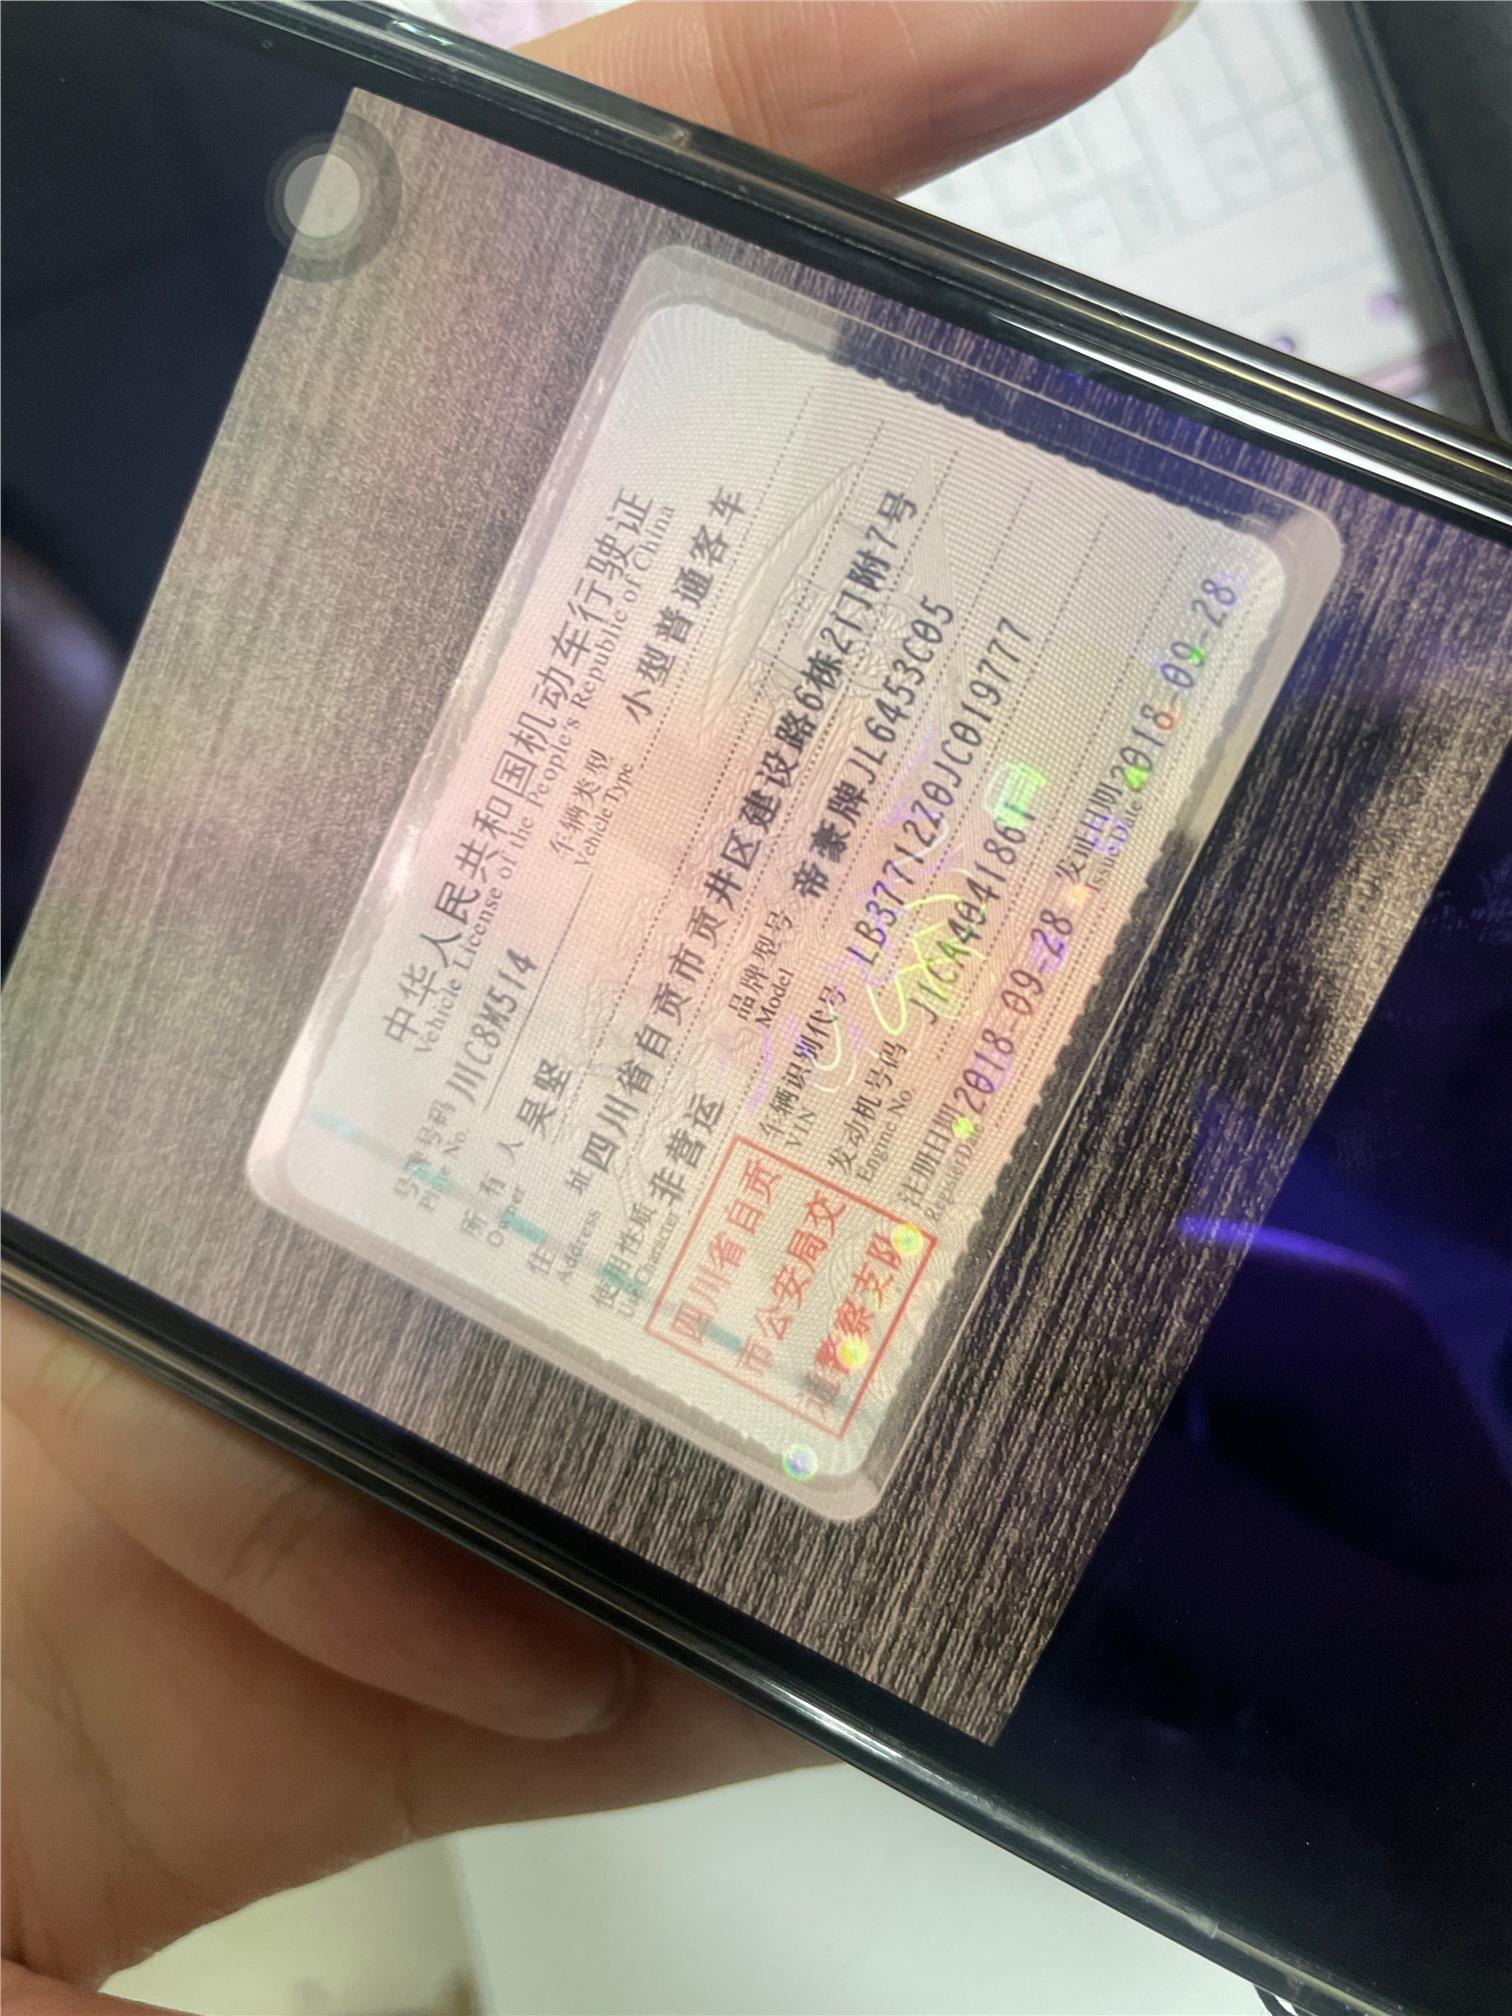 中华人民共和国机动车行驶证
Vehicle License of the People's Republic of China
号牌号码 川C8M514 车辆类型 小型普通客车
Plate No. Vehicle Type
所有人 吴坚
Owner
住址 四川省自贡市贡井区建设路6栋2门附7号
Address
使用性质 非营运 品牌型号 帝豪牌JL6453C05
Use Character Model
四川省自贡
市公安局交
通警察支队
车辆识别代号 LB37712Z0JC019777
VIN
发动机号码
Engine No.
注册日期 2018-09-28 发证日期 2018-09-28
Register Date Issue Date